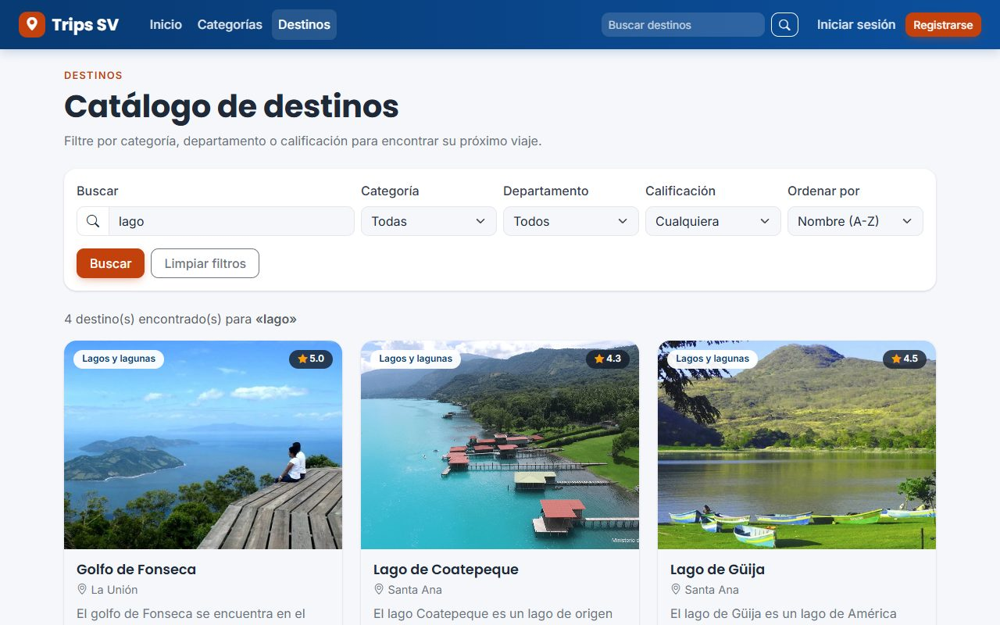 Trips SV
Inicio Categorías Destinos
Buscar destinos
Iniciar sesión Registrarse
DESTINOS
Catálogo de destinos
Filtre por categoría, departamento o calificación para encontrar su próximo viaje.
Buscar Categoría Departamento Calificación Ordenar por
lago Todas Todos Cualquiera Nombre (A-Z)
Buscar Limpiar filtros
4 destino(s) encontrado(s) para «lago»
Lagos y lagunas 5.0 Lagos y lagunas 4.3 Lagos y lagunas 4.5
Ministerio d
Golfo de Fonseca Lago de Coatepeque Lago de Güija
La Unión Santa Ana Santa Ana
El golfo de Fonseca se encuentra en el El lago Coatepeque es un lago de origen El lago de Güija es un lago de América